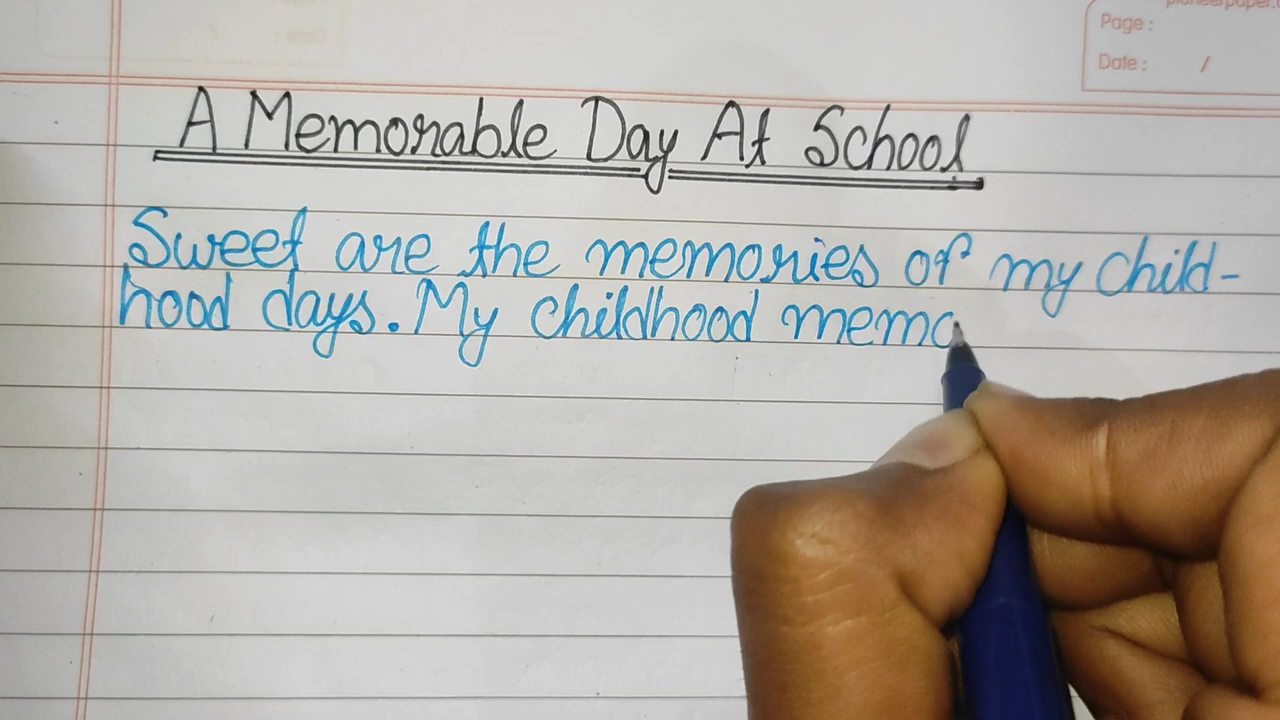 Page :
Date : /
A Memorable Day At School
Sweet are the memories of my child-
hood days. My childhood memo